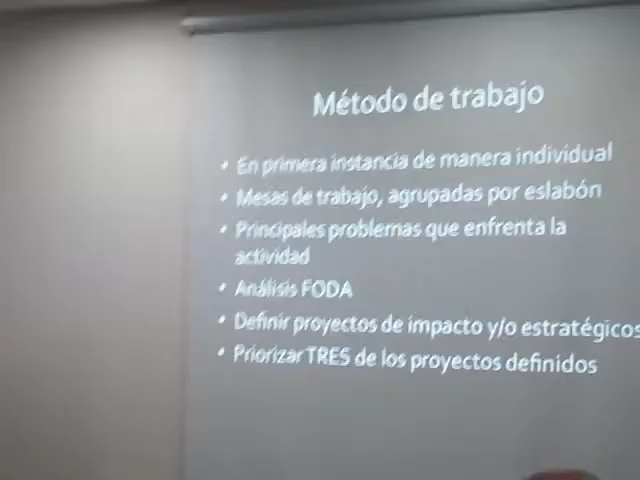 Método de trabajo
• En primera instancia de manera individual
• Mesas de trabajo, agrupadas por eslabón
• Principales problemas que enfrenta la
actividad
• Análisis FODA
• Definir proyectos de impacto y/o estratégicos
• Priorizar TRES de los proyectos definidos